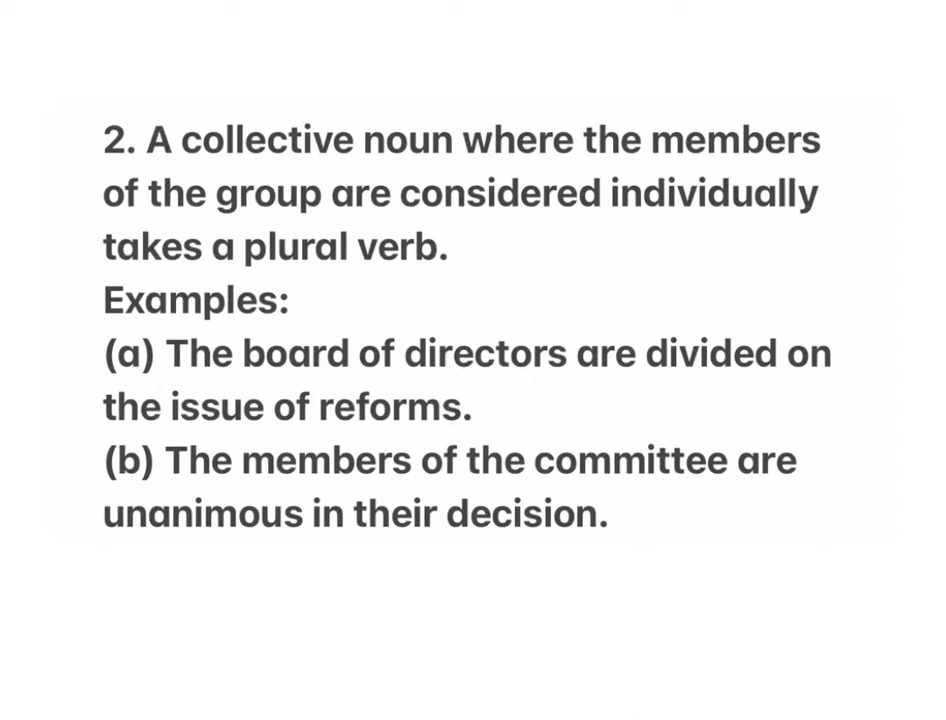 2. A collective noun where the members
of the group are considered individually
takes a plural verb.
Examples:
(a) The board of directors are divided on
the issue of reforms.
(b) The members of the committee are
unanimous in their decision.